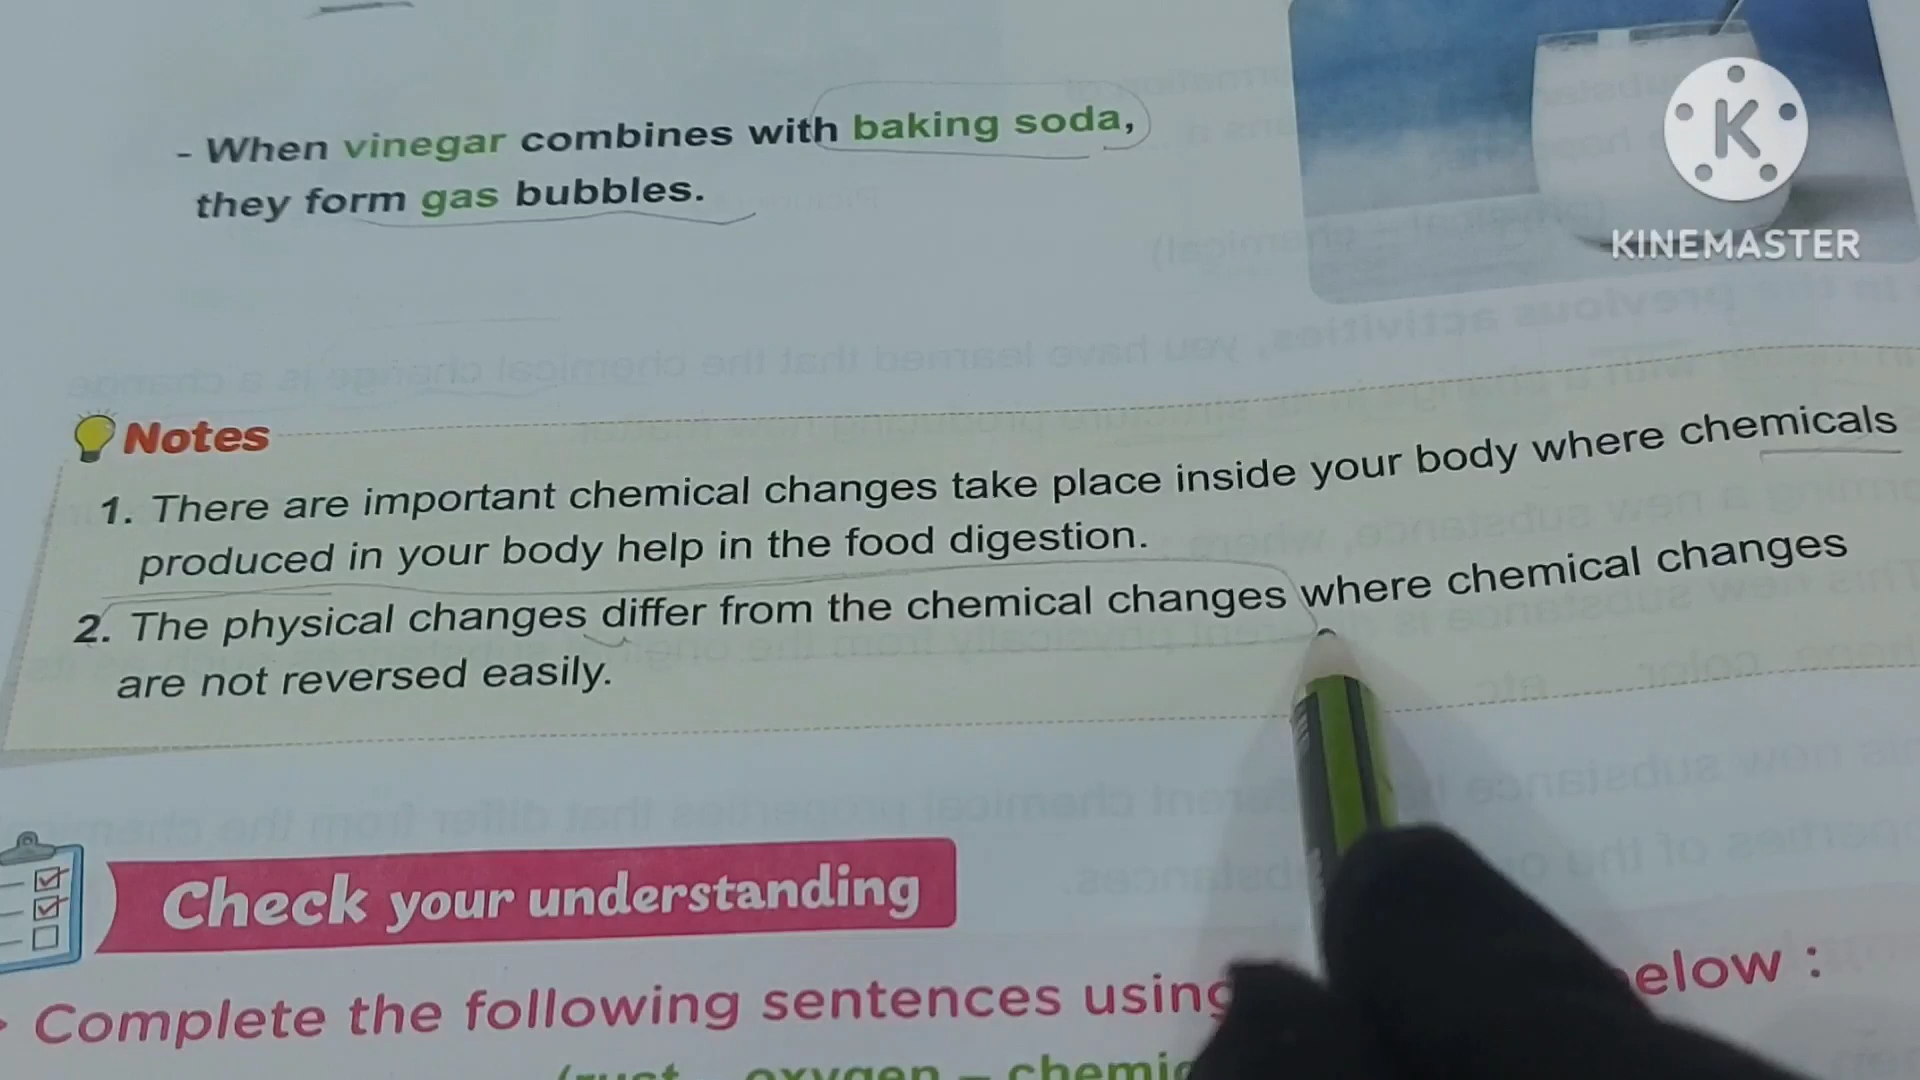 - When vinegar combines with baking soda,
they form gas bubbles.
K
KINEMASTER
Notes
1. There are important chemical changes take place inside your body where chemicals
produced in your body help in the food digestion.
2. The physical changes differ from the chemical changes where chemical changes
are not reversed easily.
Check your understanding
Complete the following sentences using
oxygen –